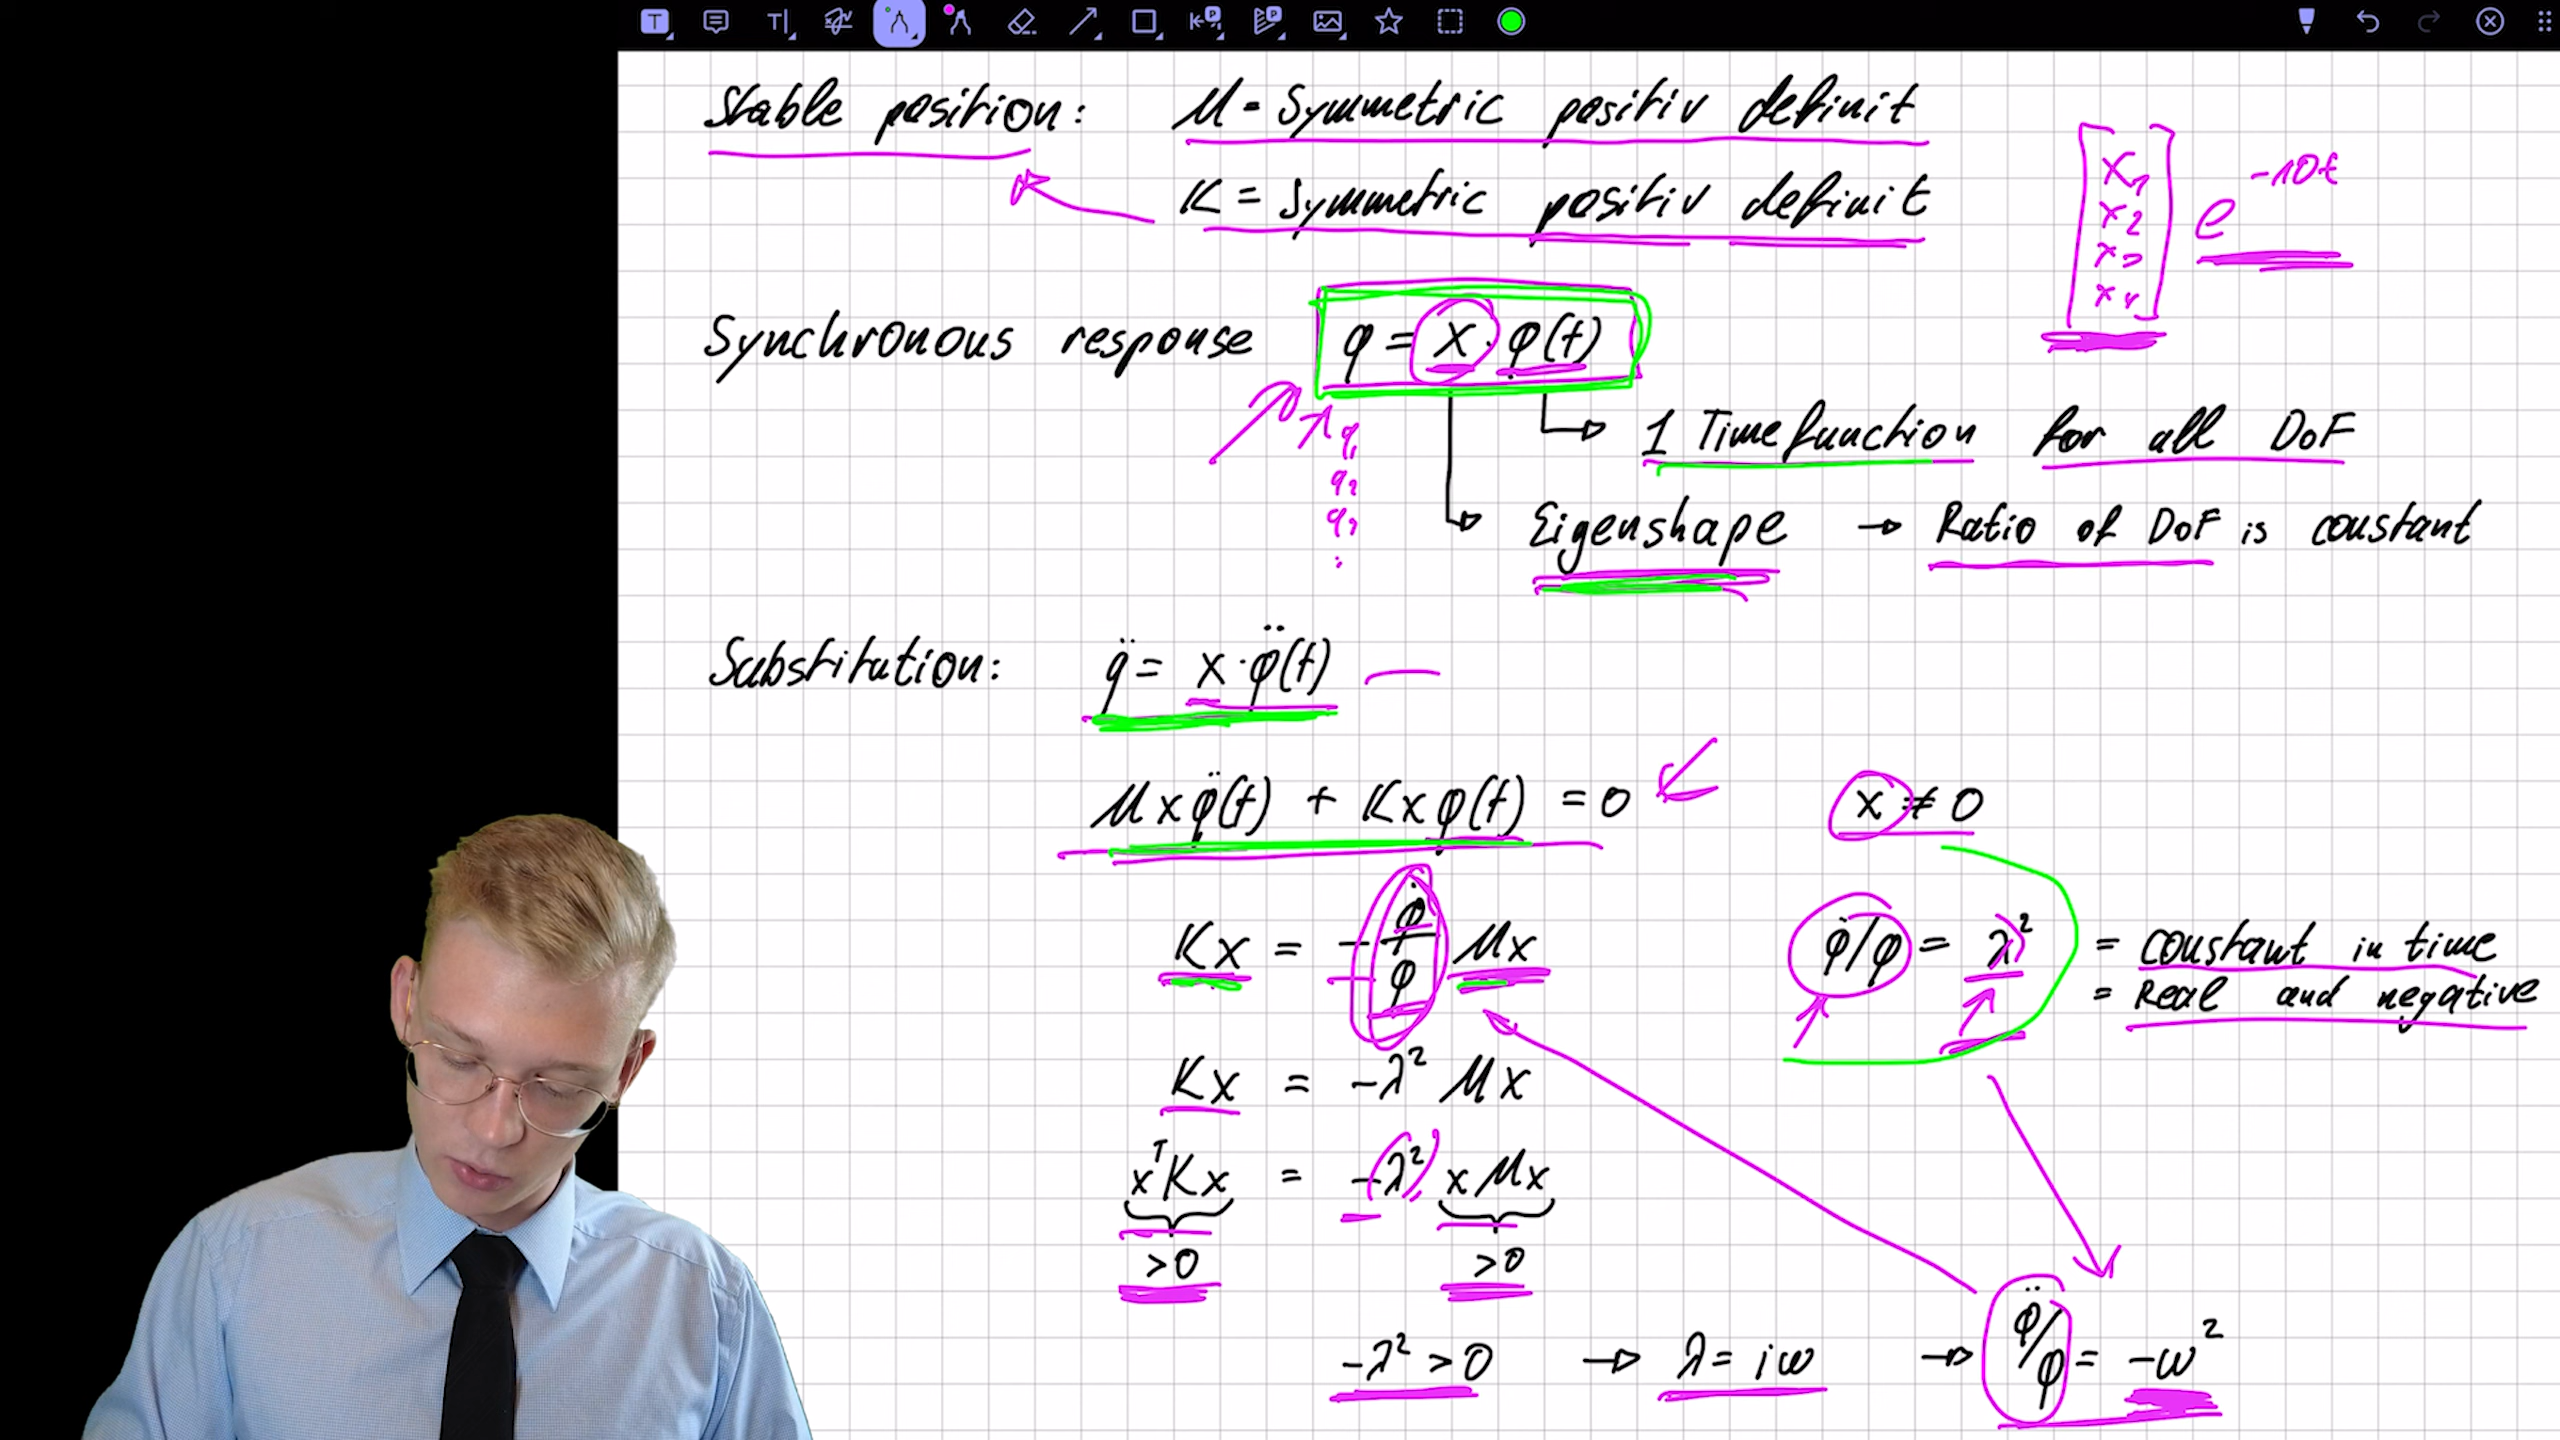 Stable position: M = Symmetric positiv definit
K = Symmetric positiv definit
[x₁ x₂ x₃ x₄] e^-10t
Synchronous response φ = x · φ(t)
q₁
q₂
q₃
:
1 Timefunction for all DoF
Eigenshape → Ratio of DoF is constant
Substitution: q̈ = x · φ̈(t)
M x φ̈(t) + K x φ(t) = 0
x ≠ 0
Kx = - φ̈/φ Mx
φ̈/φ = λ² = constant in time
= Real and negative
Kx = -λ² Mx
xᵀKx = -λ² xMx
>0 >0
-λ² > 0 → λ = iω → φ̈/φ = -ω²